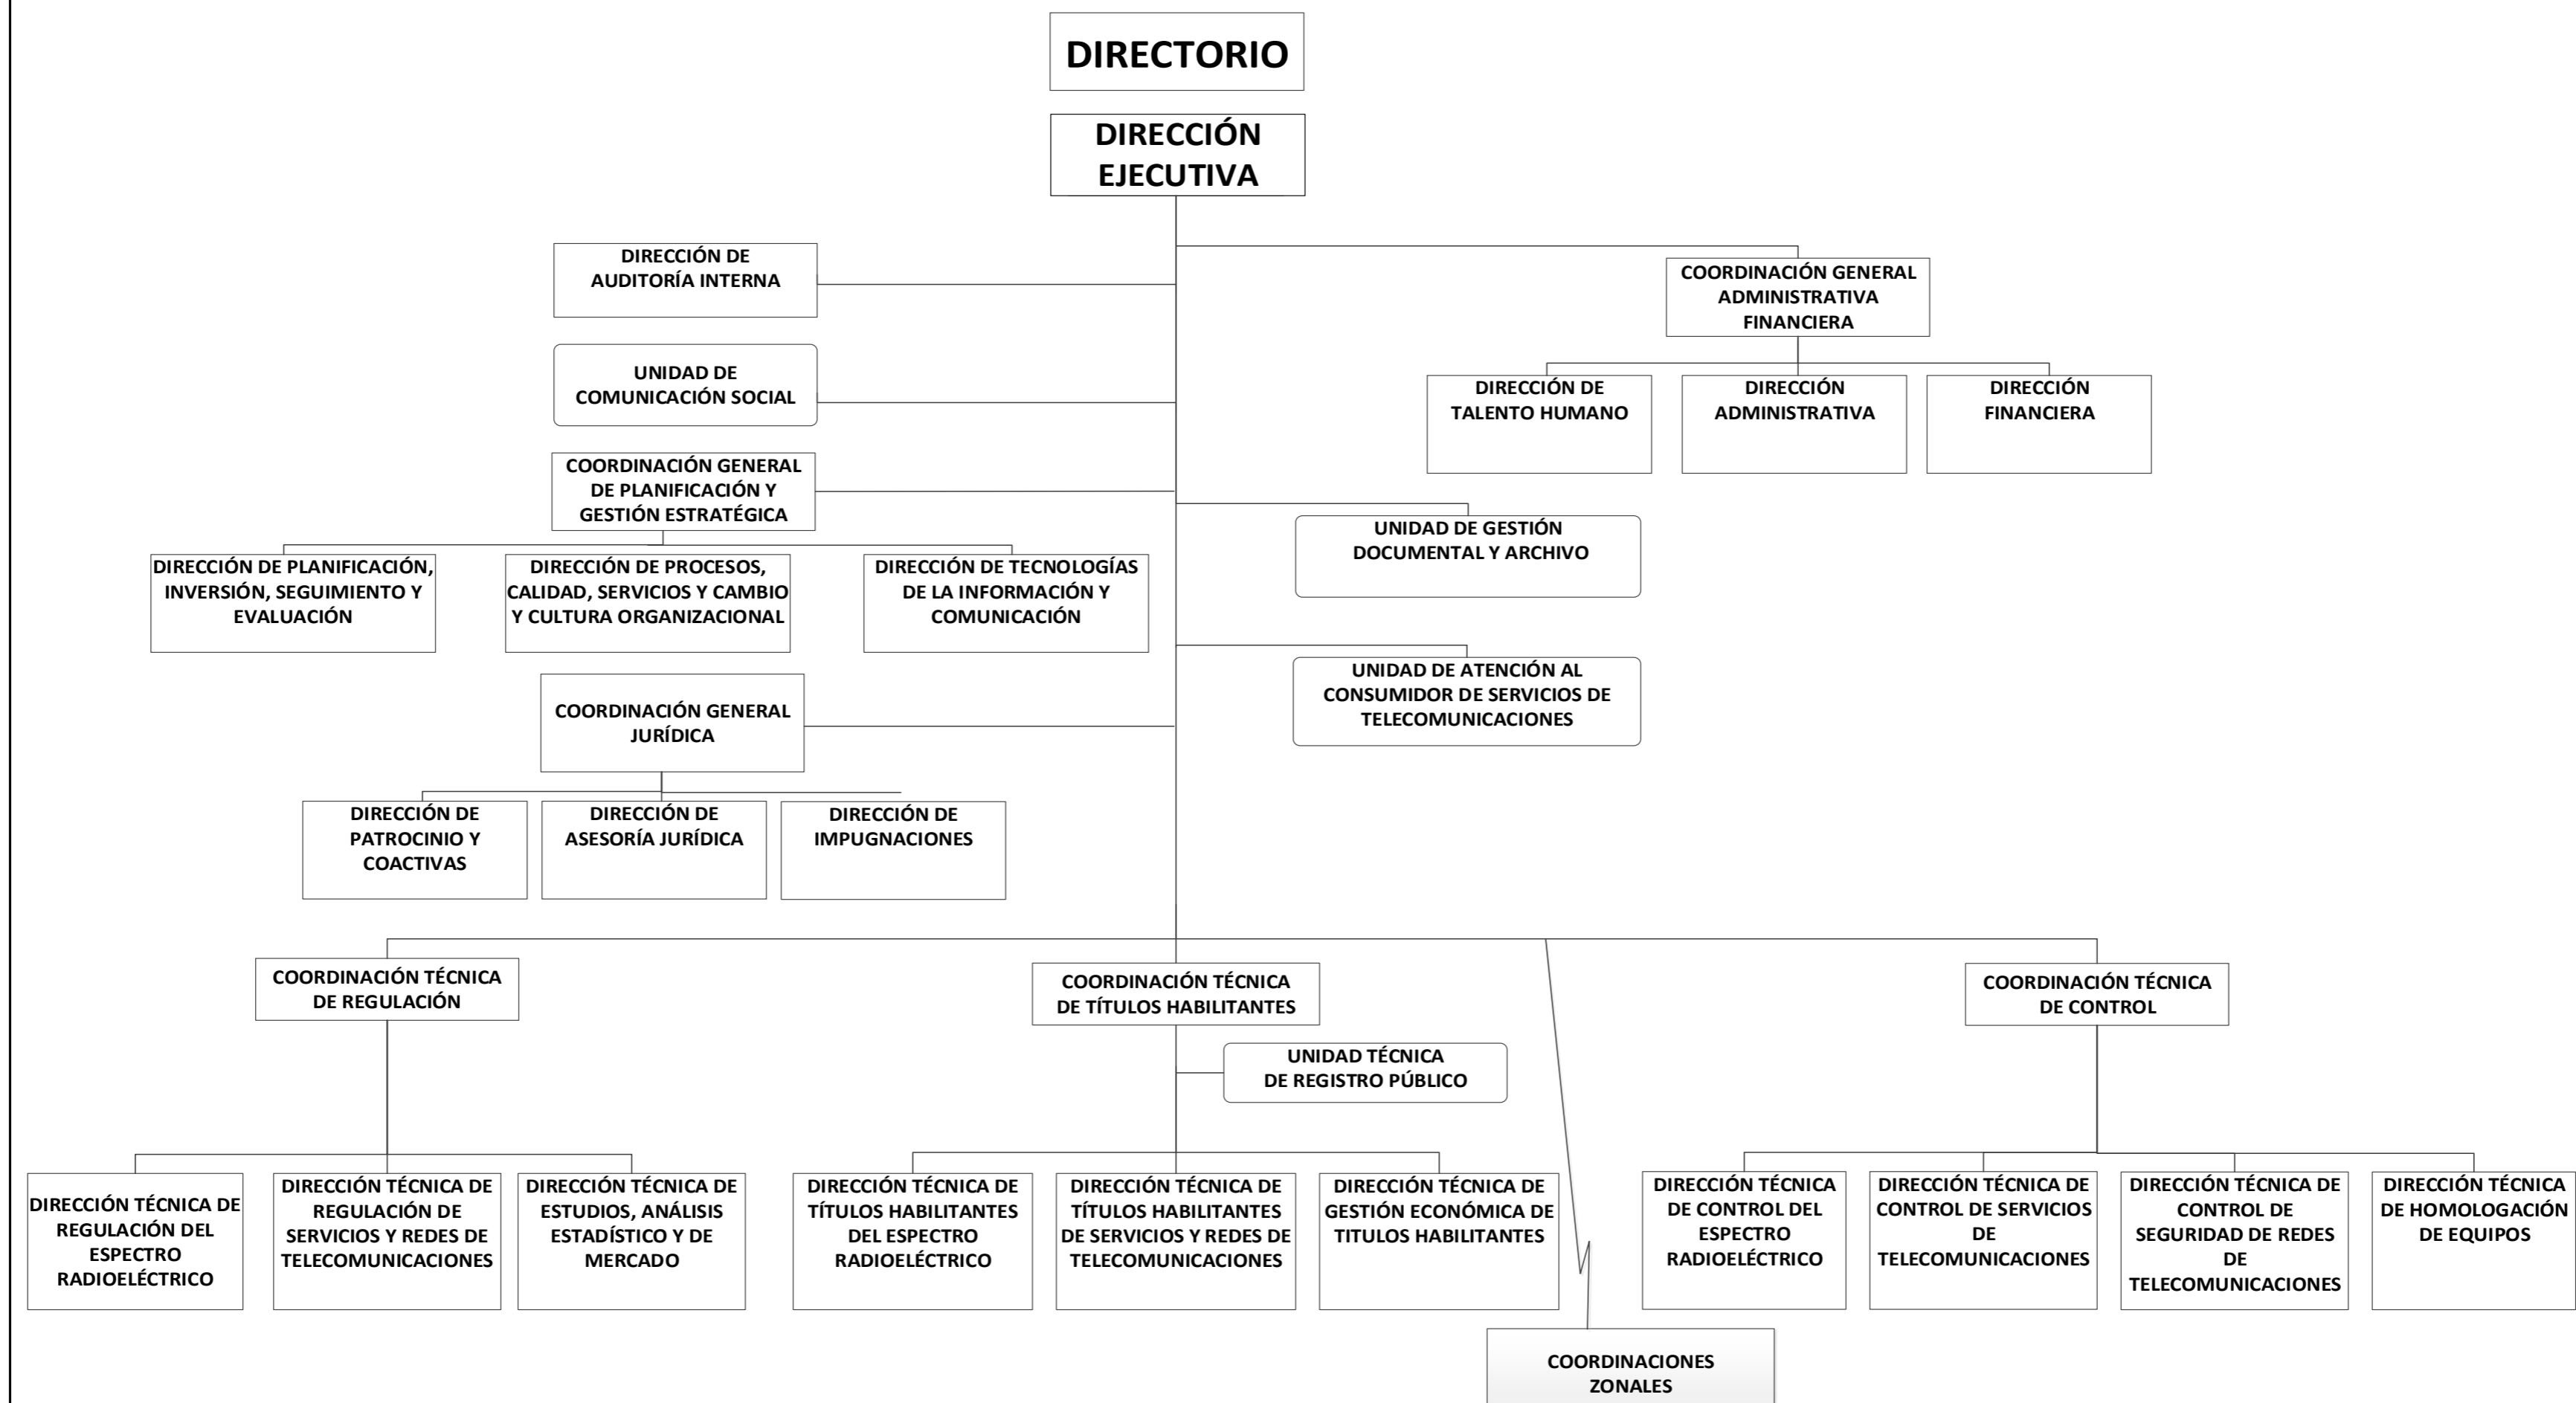 DIRECTORIO
DIRECCIÓN
EJECUTIVA
DIRECCIÓN DE
AUDITORÍA INTERNA
COORDINACIÓN GENERAL
ADMINISTRATIVA
FINANCIERA
UNIDAD DE
COMUNICACIÓN SOCIAL
DIRECCIÓN DE
TALENTO HUMANO
DIRECCIÓN
ADMINISTRATIVA
DIRECCIÓN
FINANCIERA
COORDINACIÓN GENERAL
DE PLANIFICACIÓN Y
GESTIÓN ESTRATÉGICA
UNIDAD DE GESTIÓN
DOCUMENTAL Y ARCHIVO
DIRECCIÓN DE PLANIFICACIÓN,
INVERSIÓN, SEGUIMIENTO Y
EVALUACIÓN
DIRECCIÓN DE PROCESOS,
CALIDAD, SERVICIOS Y CAMBIO
Y CULTURA ORGANIZACIONAL
DIRECCIÓN DE TECNOLOGÍAS
DE LA INFORMACIÓN Y
COMUNICACIÓN
UNIDAD DE ATENCIÓN AL
CONSUMIDOR DE SERVICIOS DE
TELECOMUNICACIONES
COORDINACIÓN GENERAL
JURÍDICA
DIRECCIÓN DE
PATROCINIO Y
COACTIVAS
DIRECCIÓN DE
ASESORÍA JURÍDICA
DIRECCIÓN DE
IMPUGNACIONES
COORDINACIÓN TÉCNICA
DE REGULACIÓN
COORDINACIÓN TÉCNICA
DE TÍTULOS HABILITANTES
COORDINACIÓN TÉCNICA
DE CONTROL
UNIDAD TÉCNICA
DE REGISTRO PÚBLICO
DIRECCIÓN TÉCNICA DE
REGULACIÓN DEL
ESPECTRO
RADIOELÉCTRICO
DIRECCIÓN TÉCNICA DE
REGULACIÓN DE
SERVICIOS Y REDES DE
TELECOMUNICACIONES
DIRECCIÓN TÉCNICA DE
ESTUDIOS, ANÁLISIS
ESTADÍSTICO Y DE
MERCADO
DIRECCIÓN TÉCNICA DE
TÍTULOS HABILITANTES
DEL ESPECTRO
RADIOELÉCTRICO
DIRECCIÓN TÉCNICA DE
TÍTULOS HABILITANTES
DE SERVICIOS Y REDES DE
TELECOMUNICACIONES
DIRECCIÓN TÉCNICA DE
GESTIÓN ECONÓMICA DE
TITULOS HABILITANTES
DIRECCIÓN TÉCNICA
DE CONTROL DEL
ESPECTRO
RADIOELÉCTRICO
DIRECCIÓN TÉCNICA DE
CONTROL DE SERVICIOS
DE
TELECOMUNICACIONES
DIRECCIÓN TÉCNICA DE
CONTROL DE
SEGURIDAD DE REDES
DE
TELECOMUNICACIONES
DIRECCIÓN TÉCNICA
DE HOMOLOGACIÓN
DE EQUIPOS
COORDINACIONES
ZONALES